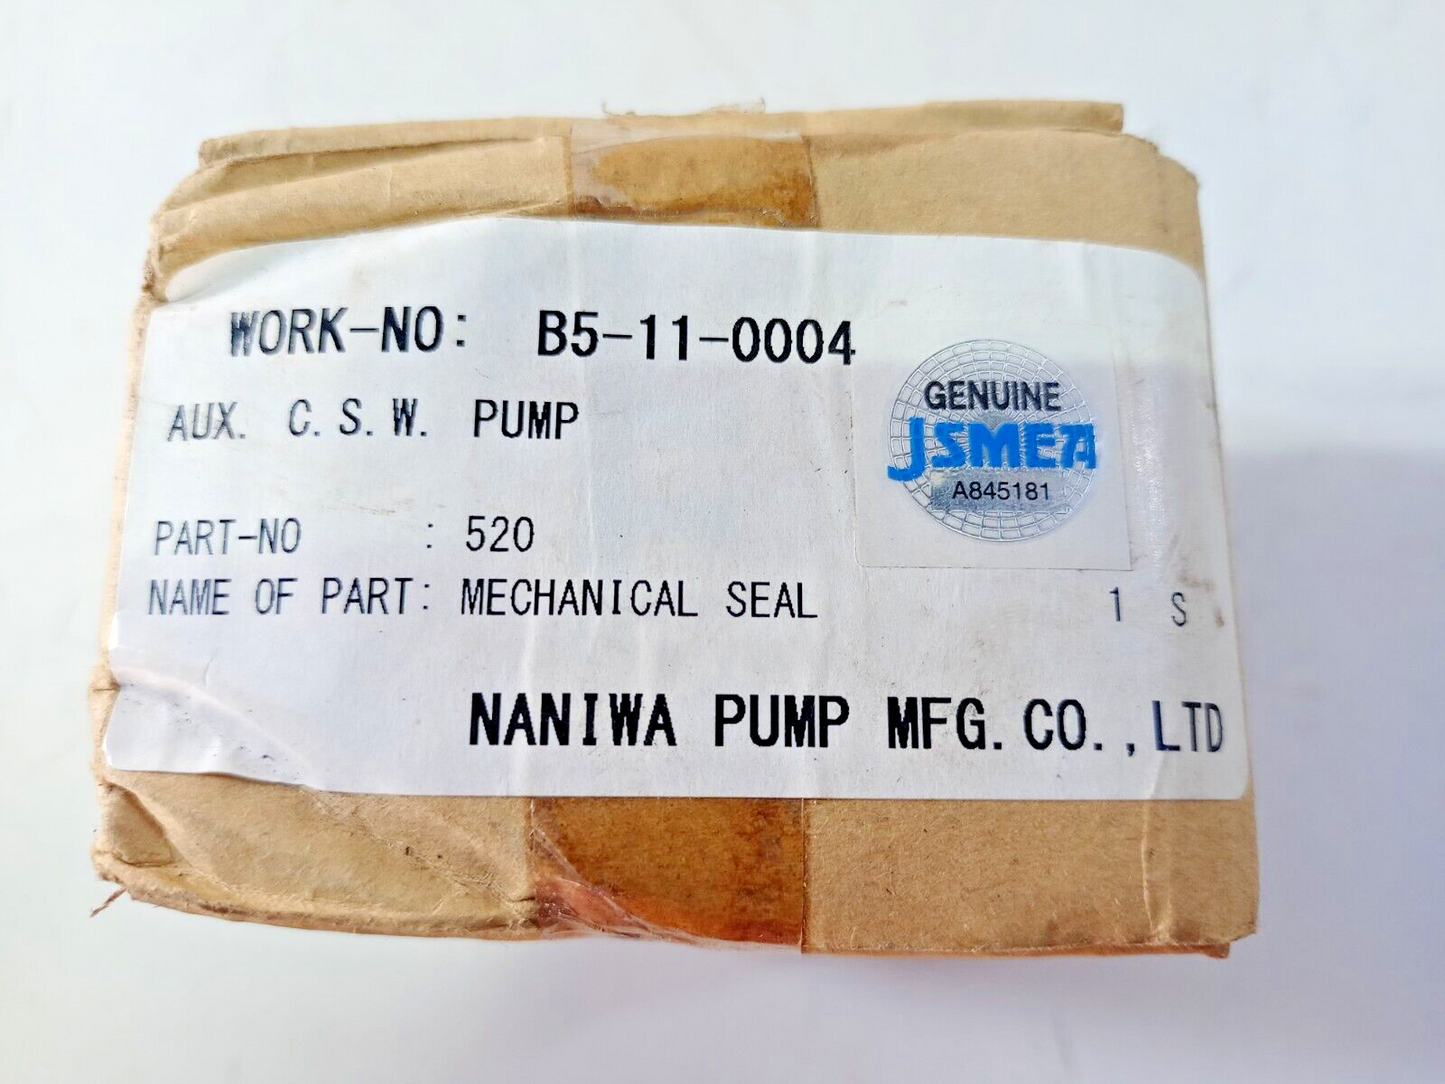 WORK-NO: B5-11-0004
AUX. C.S.W. PUMP
GENUINE
JSMEA
A845181
PART-NO : 520
NAME OF PART: MECHANICAL SEAL 1 S
NANIWA PUMP MFG.CO.,LTD